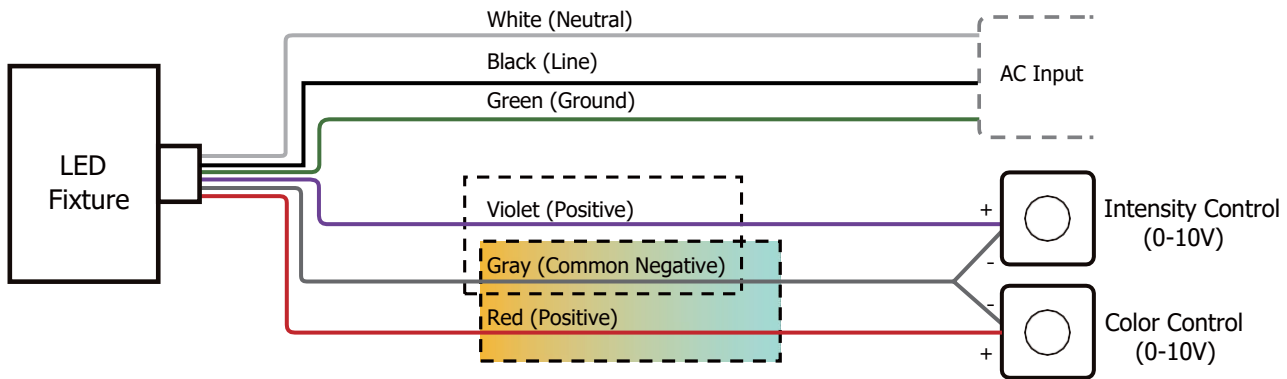 White (Neutral)
Black (Line)
AC Input
Green (Ground)
LED
Fixture
Violet (Positive)
+
Intensity Control
(0-10V)
-
Gray (Common Negative)
-
Red (Positive)
Color Control
(0-10V)
+